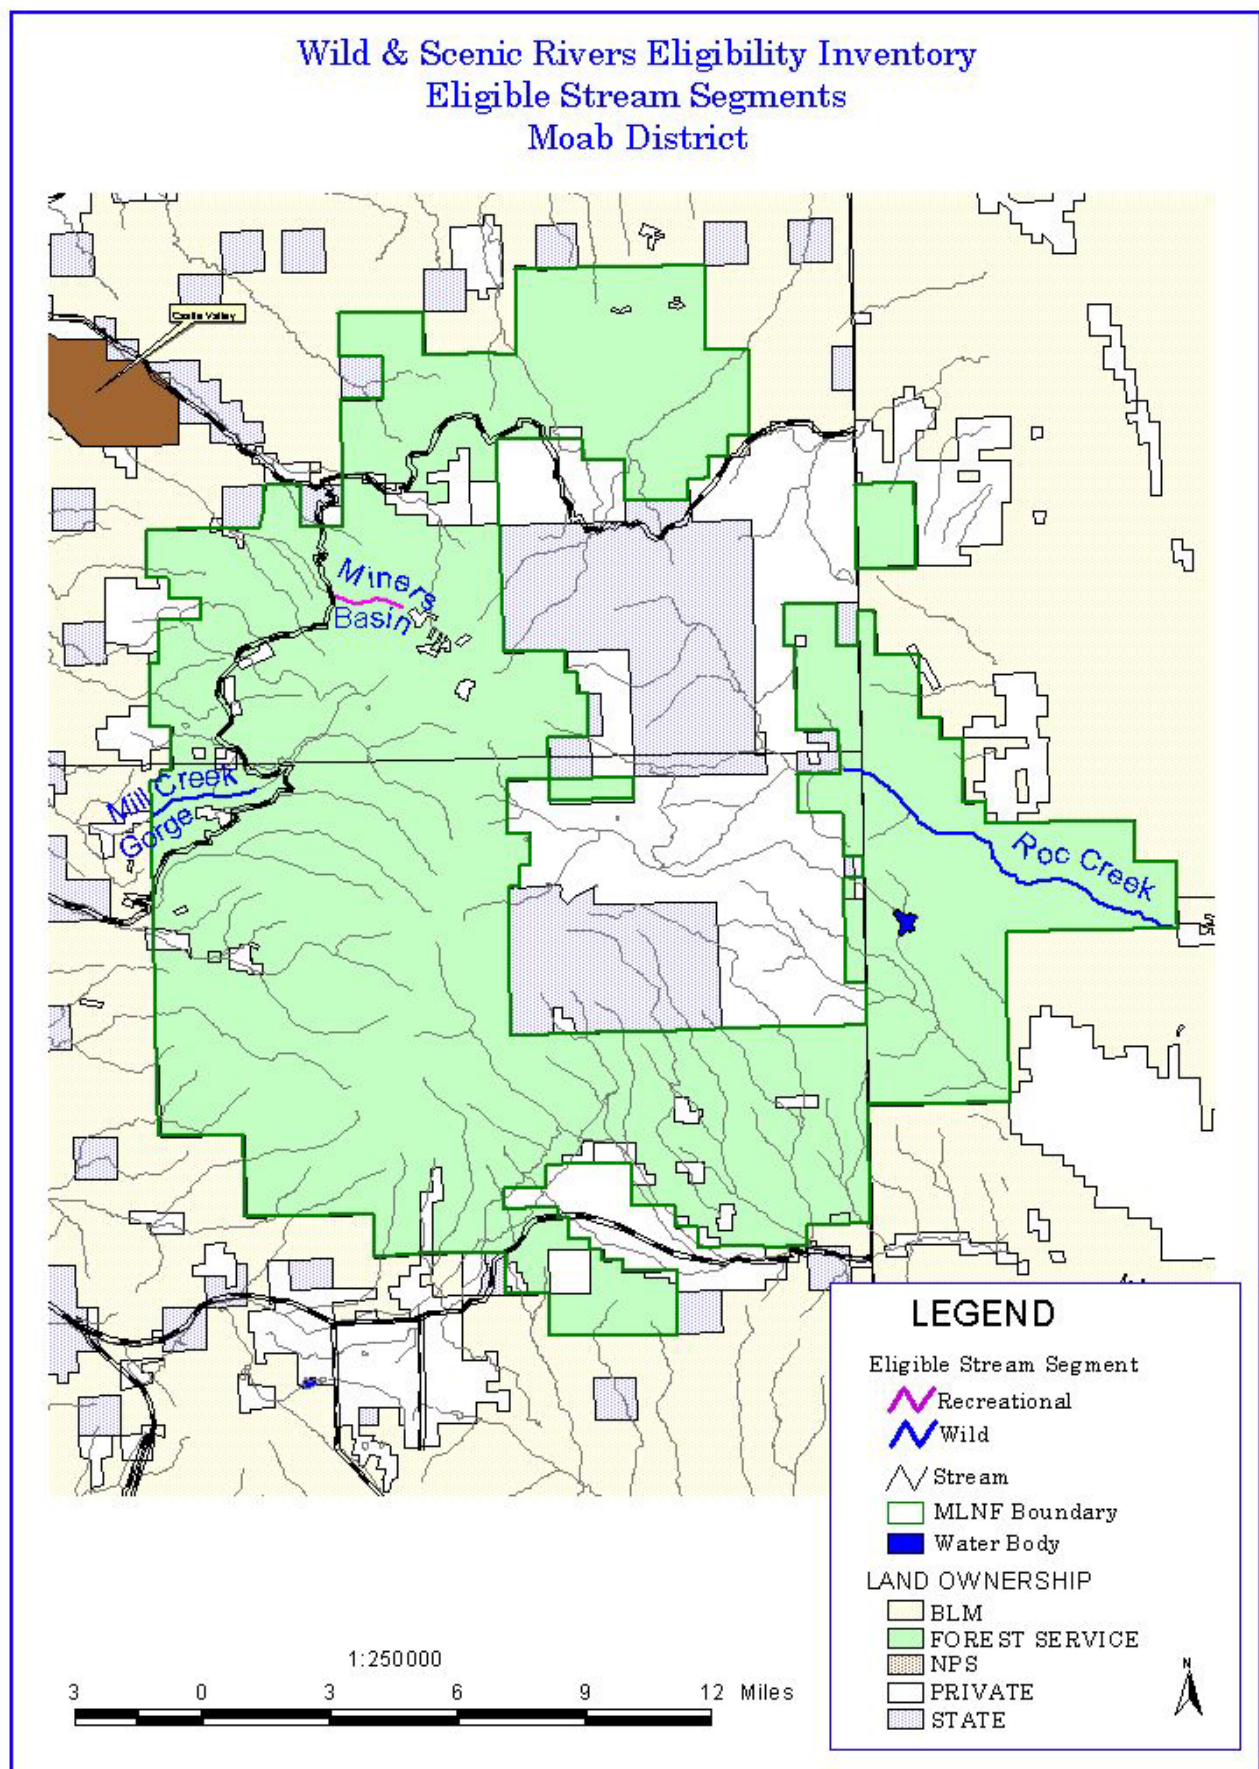 Wild & Scenic Rivers Eligibility Inventory
Eligible Stream Segments
Moab District
Castle Valley
Miners
Basin
Mill Creek
Gorge
Roc Creek
LEGEND
Eligible Stream Segment
Recreational
Wild
Stream
MLNF Boundary
Water Body
LAND OWNERSHIP
BLM
FOREST SERVICE
NPS
PRIVATE
STATE
1:250000
3 0 3 6 9 12 Miles
N